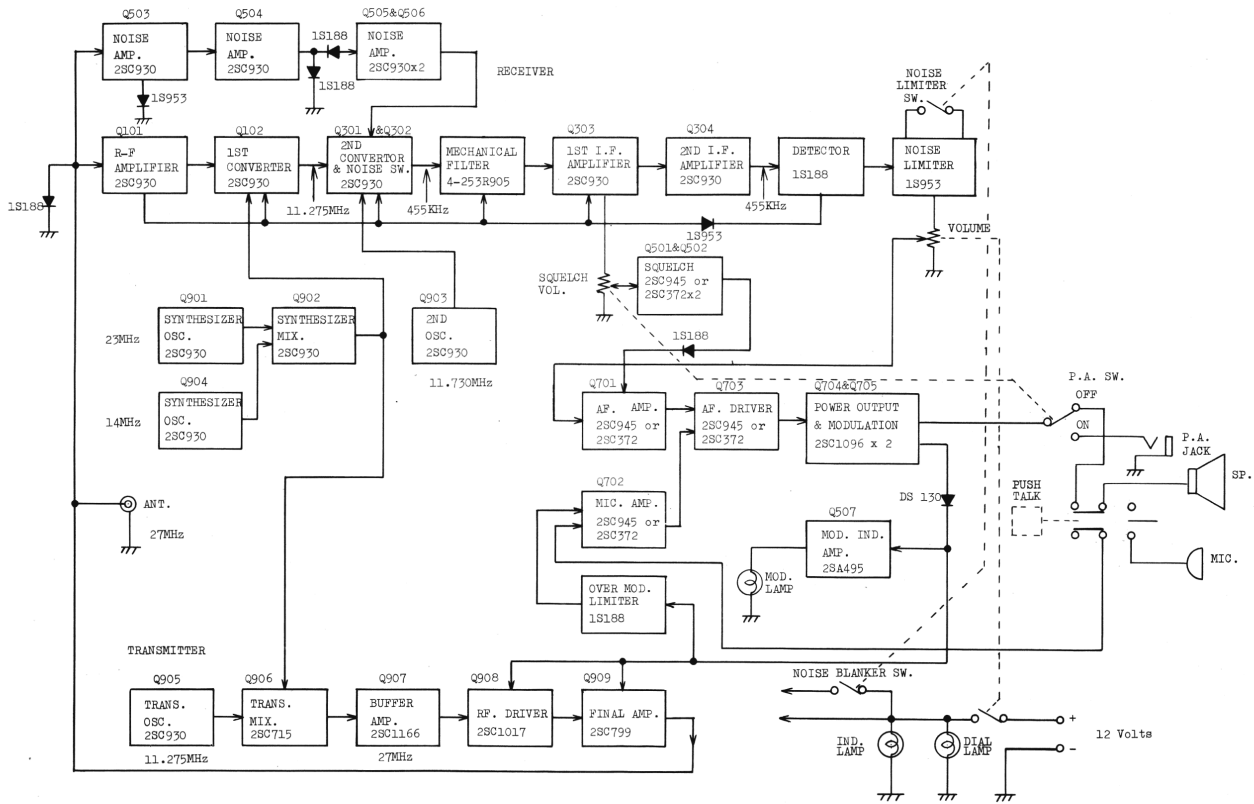 Q503
NOISE
AMP.
2SC930
Q504
NOISE
AMP.
2SC930
1S188
1S188
Q505&Q506
NOISE
AMP.
2SC930x2
RECEIVER
1S953
NOISE
LIMITER
SW.
Q101
R-F
AMPLIFIER
2SC930
Q102
1ST
CONVERTER
2SC930
Q301 &Q302
2ND
CONVERTOR
& NOISE SW.
2SC930
MECHANICAL
FILTER
4-253R905
Q303
1ST I.F.
AMPLIFIER
2SC930
Q304
2ND I.F.
AMPLIFIER
2SC930
DETECTOR
1S188
NOISE
LIMITER
1S953
1S188
11.275MHz
455KHz
455KHz
1S953
VOLUME
SQUELCH
VOL.
Q501&Q502
SQUELCH
2SC945 or
2SC372x2
1S188
23MHz
Q901
SYNTHESIZER
OSC.
2SC930
Q902
SYNTHESIZER
MIX.
2SC930
Q903
2ND
OSC.
2SC930
11.730MHz
14MHz
Q904
SYNTHESIZER
OSC.
2SC930
Q701
AF. AMP.
2SC945 or
2SC372
Q703
AF. DRIVER
2SC945 or
2SC372
Q704&Q705
POWER OUTPUT
& MODULATION
2SC1096 x 2
P.A. SW.
OFF
ON
P.A.
JACK
SP.
Q702
MIC. AMP.
2SC945 or
2SC372
DS 130
PUSH
TALK
ANT.
27MHz
Q507
MOD. IND.
AMP.
2SA495
MOD.
LAMP
MIC.
OVER MOD.
LIMITER
1S188
TRANSMITTER
Q905
TRANS.
OSC.
2SC930
11.275MHz
Q906
TRANS.
MIX.
2SC715
Q907
BUFFER
AMP.
2SC1166
27MHz
Q908
RF. DRIVER
2SC1017
Q909
FINAL AMP.
2SC799
NOISE BLANKER SW.
IND.
LAMP
DIAL
LAMP
+
12 Volts
-